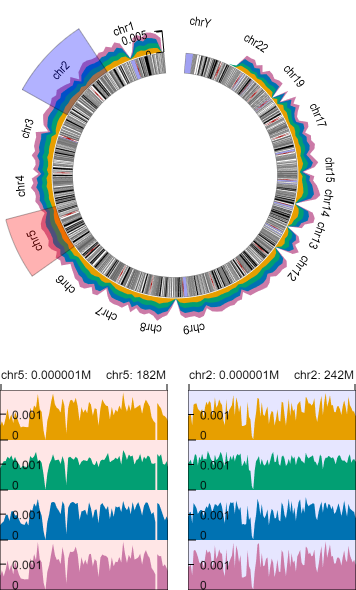 chrY
chr1
0.005
0
chr22
chr2
chr19
chr17
chr3
chr15
chr4
chr14
chr5
chr13
chr12
chr6
chr7
chr8
chr9
chr5: 0.000001M chr5: 182M
chr2: 0.000001M chr2: 242M
0.001
0
0.001
0
0.001
0
0.001
0
0.001
0
0.001
0
0.001
0
0.001
0